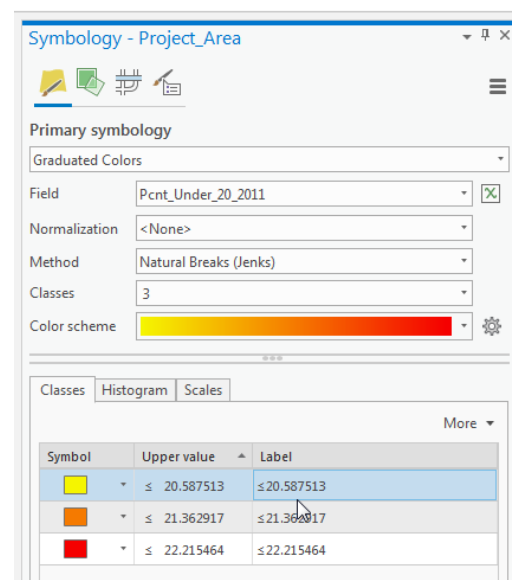 Symbology - Project_Area
Primary symbology
Graduated Colors
Field Pcnt_Under_20_2011
Normalization <None>
Method Natural Breaks (Jenks)
Classes 3
Color scheme
Classes Histogram Scales
More
Symbol Upper value Label
≤ 20.587513 ≤20.587513
≤ 21.362917 ≤21.362917
≤ 22.215464 ≤22.215464